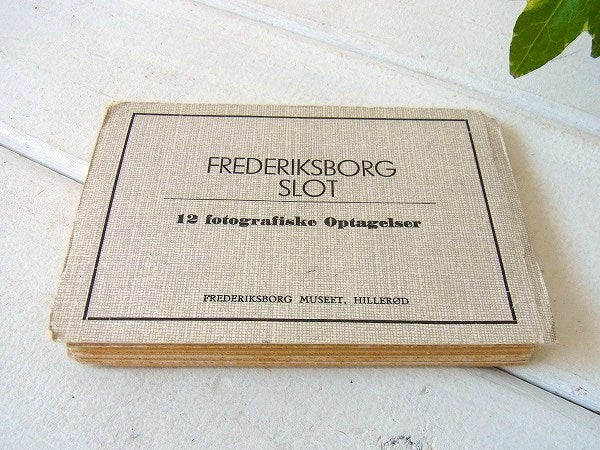 FREDERIKSBORG
SLOT
12 fotografiske Optagelser
FREDERIKSBORG MUSEET, HILLERØD